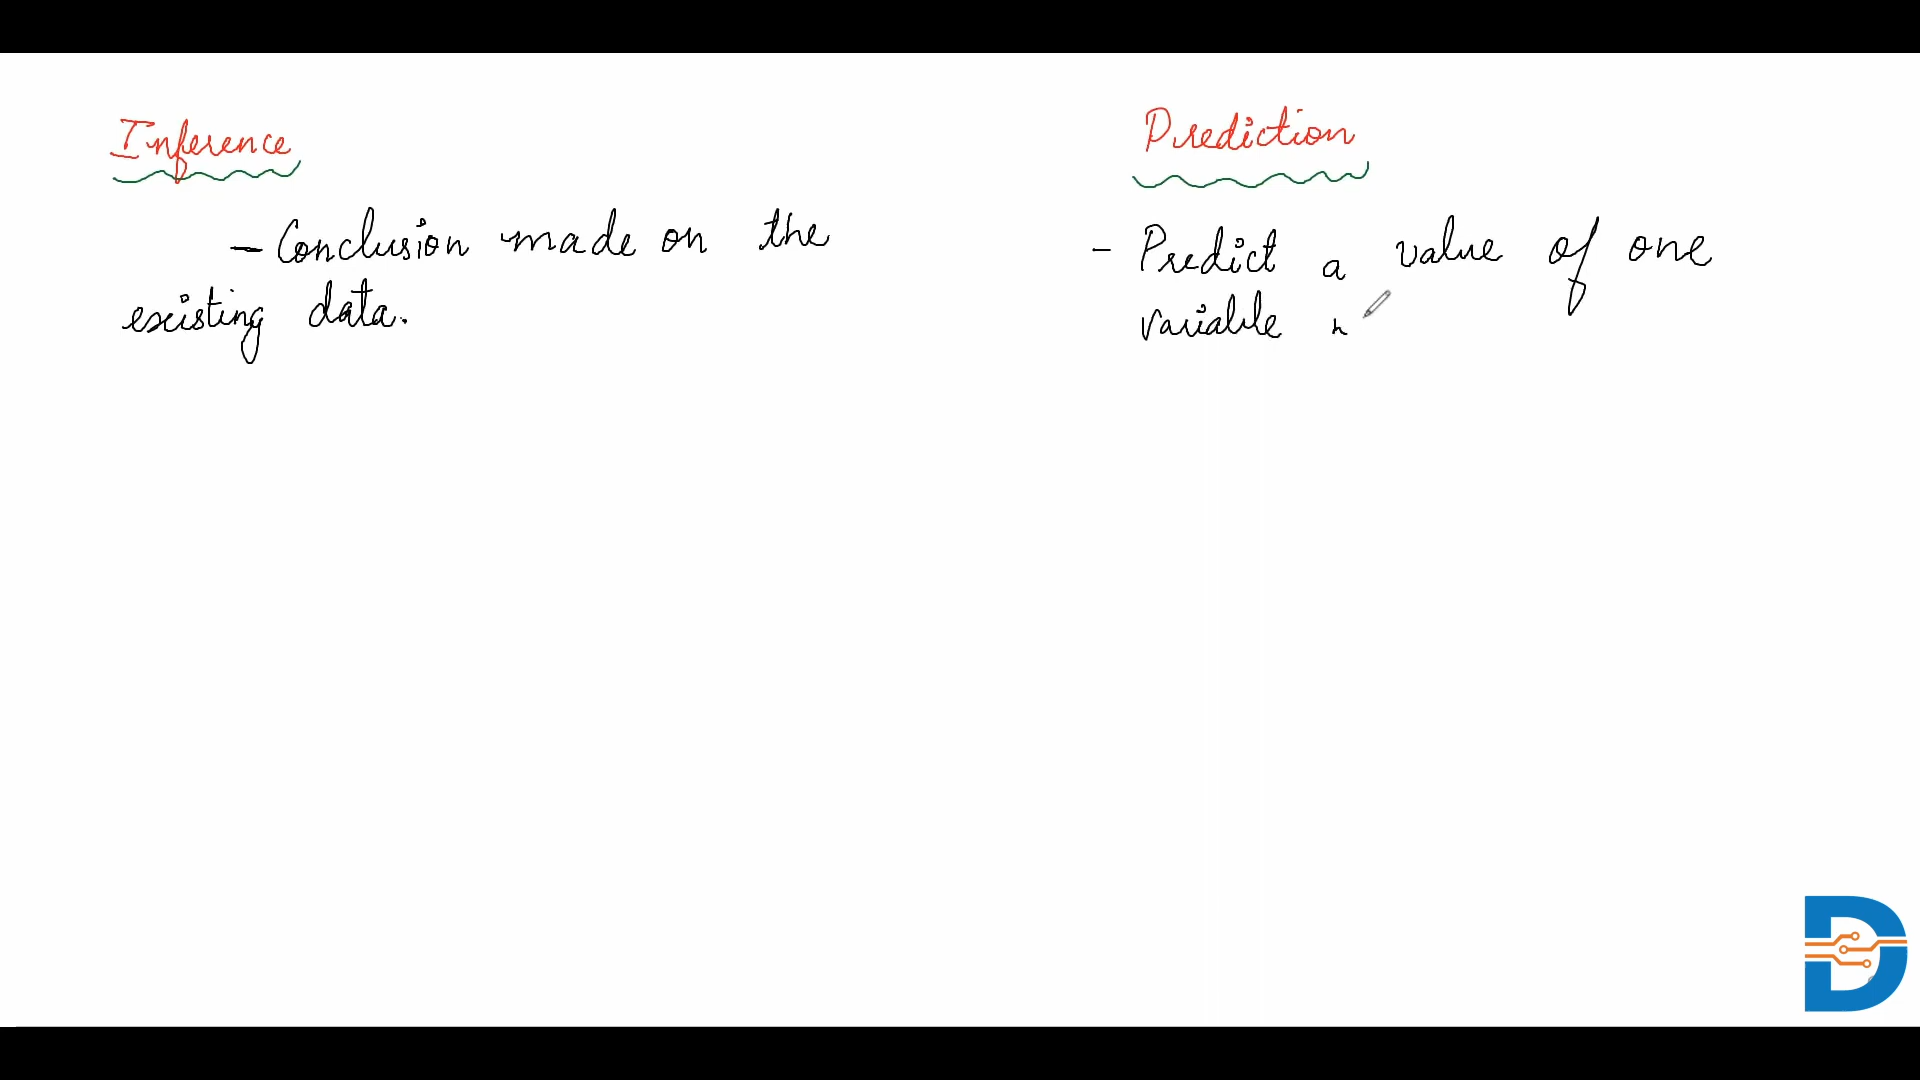 Inference
Prediction
- Conclusion made on the
existing data.
- Predict a value of one
variable